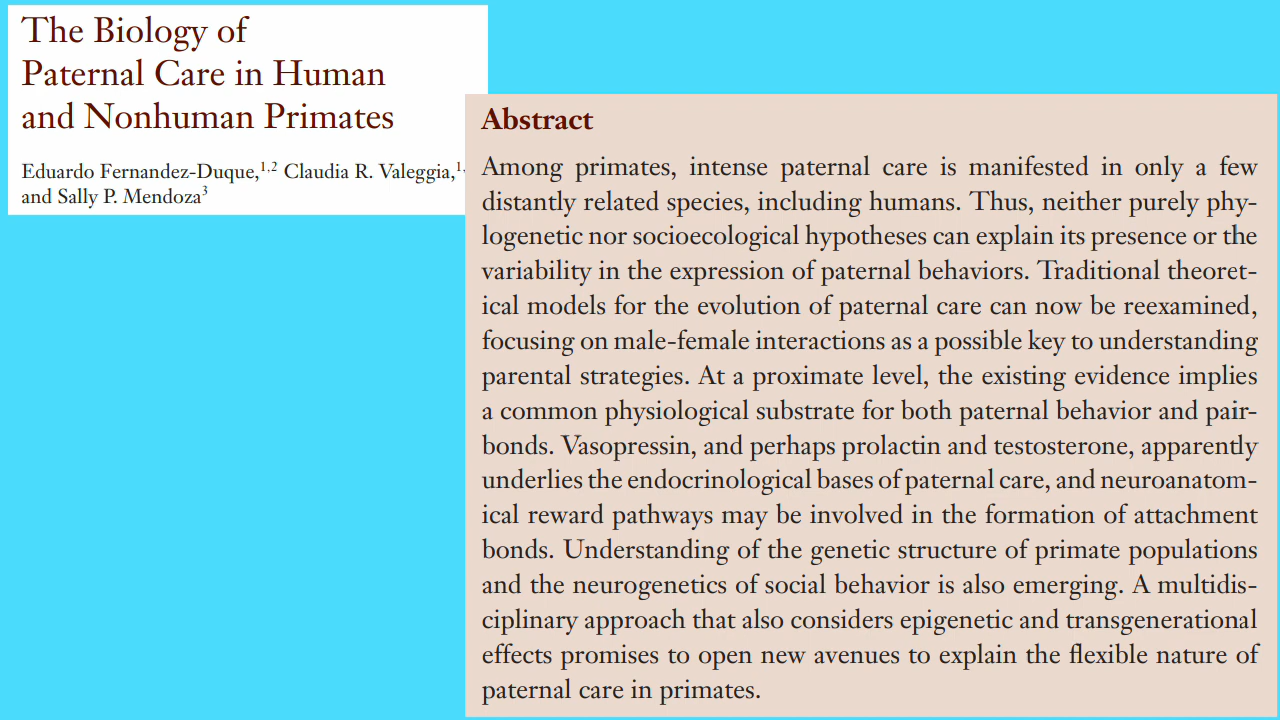 The Biology of
Paternal Care in Human
and Nonhuman Primates
Eduardo Fernandez-Duque,1,2 Claudia R. Valeggia,1,
and Sally P. Mendoza3
Abstract
Among primates, intense paternal care is manifested in only a few
distantly related species, including humans. Thus, neither purely phy-
logenetic nor socioecological hypotheses can explain its presence or the
variability in the expression of paternal behaviors. Traditional theoret-
ical models for the evolution of paternal care can now be reexamined,
focusing on male-female interactions as a possible key to understanding
parental strategies. At a proximate level, the existing evidence implies
a common physiological substrate for both paternal behavior and pair-
bonds. Vasopressin, and perhaps prolactin and testosterone, apparently
underlies the endocrinological bases of paternal care, and neuroanatom-
ical reward pathways may be involved in the formation of attachment
bonds. Understanding of the genetic structure of primate populations
and the neurogenetics of social behavior is also emerging. A multidis-
ciplinary approach that also considers epigenetic and transgenerational
effects promises to open new avenues to explain the flexible nature of
paternal care in primates.